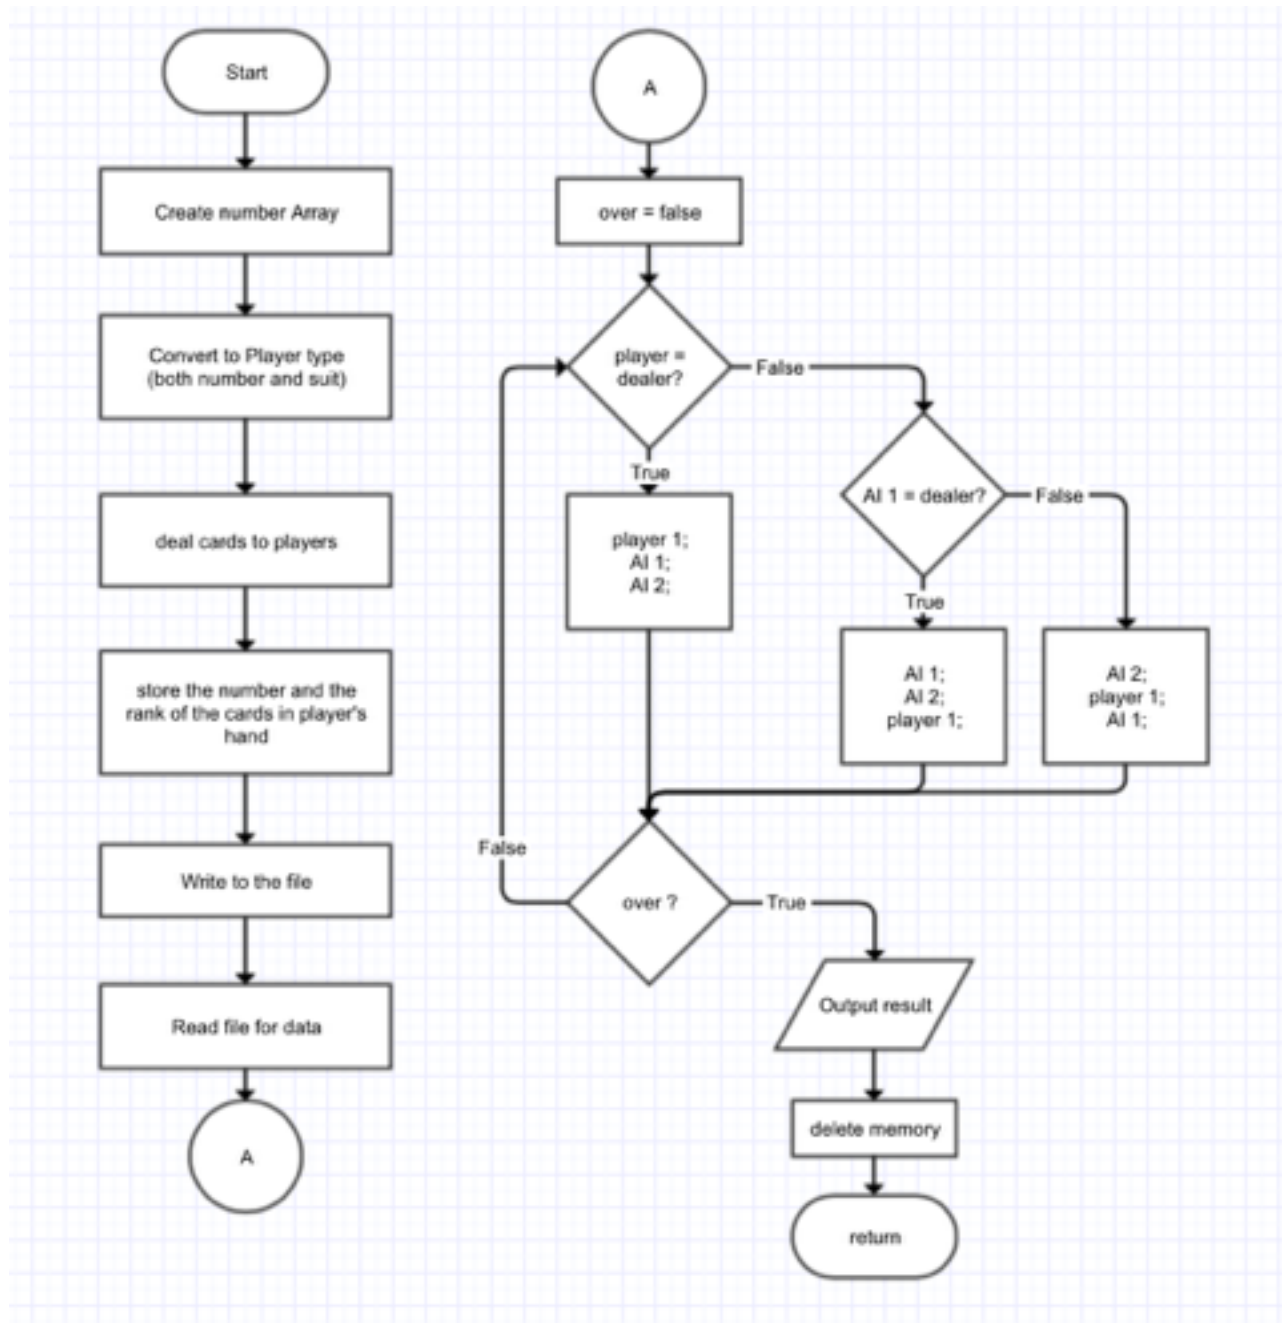 Start
Create number Array
Convert to Player type
(both number and suit)
deal cards to players
store the number and the
rank of the cards in player's
hand
Write to the file
Read file for data
A
A
over = false
player =
dealer?
False
True
AI 1 = dealer?
False
True
player 1;
AI 1;
AI 2;
AI 1;
AI 2;
player 1;
AI 2;
player 1;
AI 1;
False
over ?
True
Output result
delete memory
return